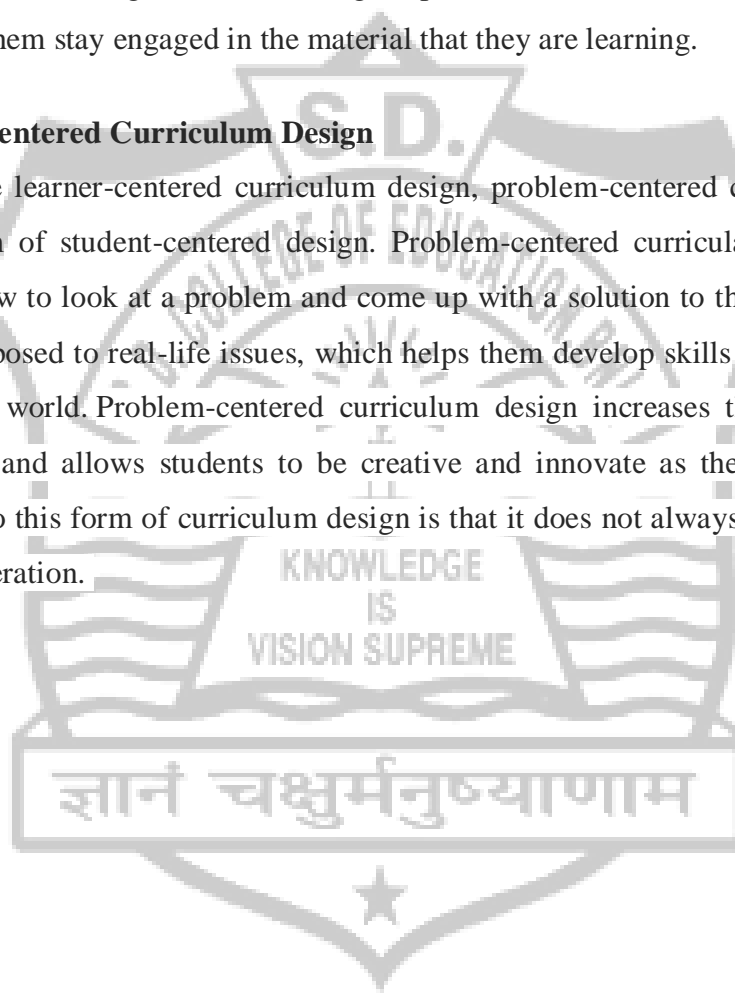 them stay engaged in the material that they are learning.
S.D.
entered Curriculum Design
learner-centered curriculum design, problem-centered
of student-centered design. Problem-centered curricula
COLLEGE OF EDUCATION
to look at a problem and come up with a solution to
posed to real-life issues, which helps them develop skills
world. Problem-centered curriculum design increases
and allows students to be creative and innovate as
this form of curriculum design is that it does not always
eration.
KNOWLEDGE
IS
VISION SUPREME
ज्ञानं चक्षुर्मनुष्याणाम